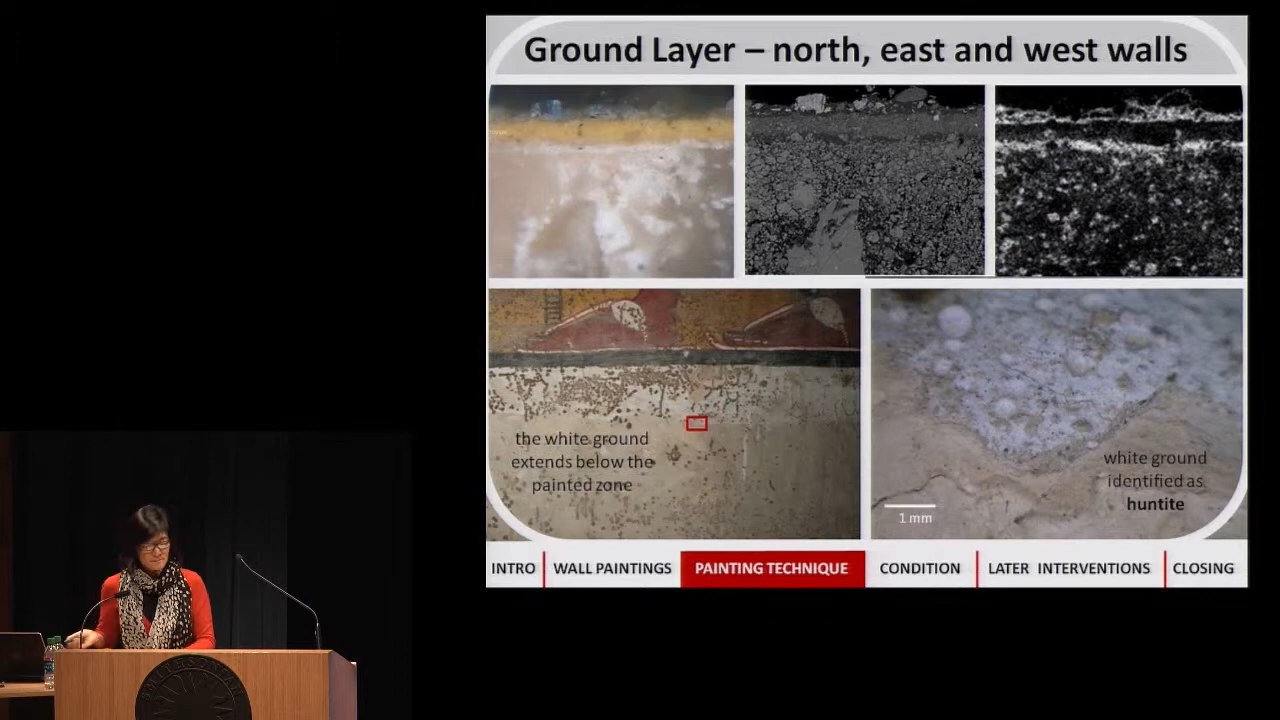 Ground Layer – north, east and west walls
the white ground
extends below the
painted zone
white ground
identified as
huntite
1 mm
INTRO
WALL PAINTINGS
PAINTING TECHNIQUE
CONDITION
LATER INTERVENTIONS
CLOSING
SMITHSONIAN